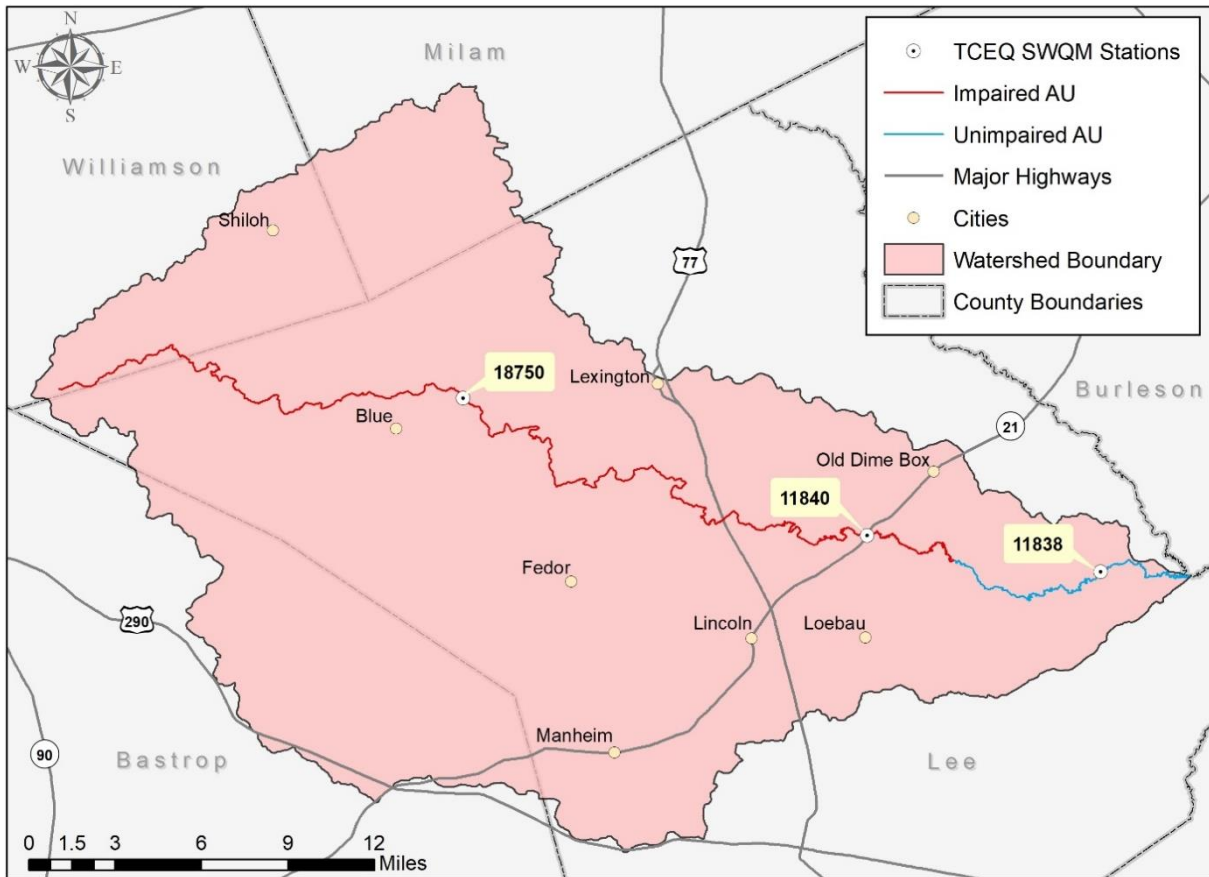 N
W E
S
Milam
Williamson
Shiloh
77
TCEQ SWQM Stations
Impaired AU
Unimpaired AU
Major Highways
Cities
Watershed Boundary
County Boundaries
18750
Lexington
Burleson
Blue
21
Old Dime Box
11840
11838
Fedor
290
Lincoln
Loebau
Manheim
90
Bastrop
Lee
0 1.5 3 6 9 12
Miles